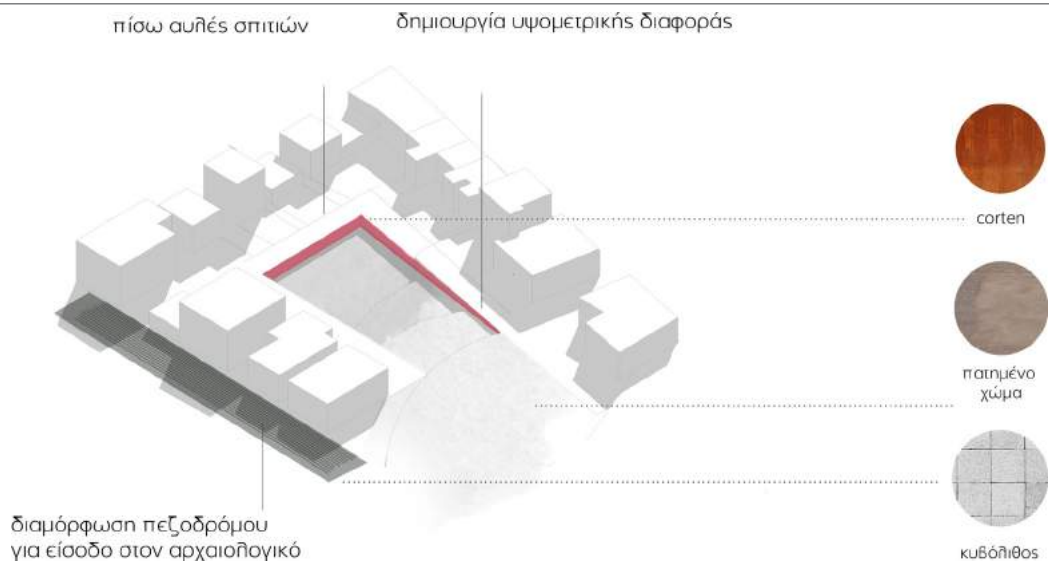 πίσω αυλές σπιτιών
δημιουργία υψομετρικής διαφοράς
corten
πατημένο
χώμα
διαμόρφωση πεζοδρόμου
για είσοδο στον αρχαιολογικό
κυβόλιθος